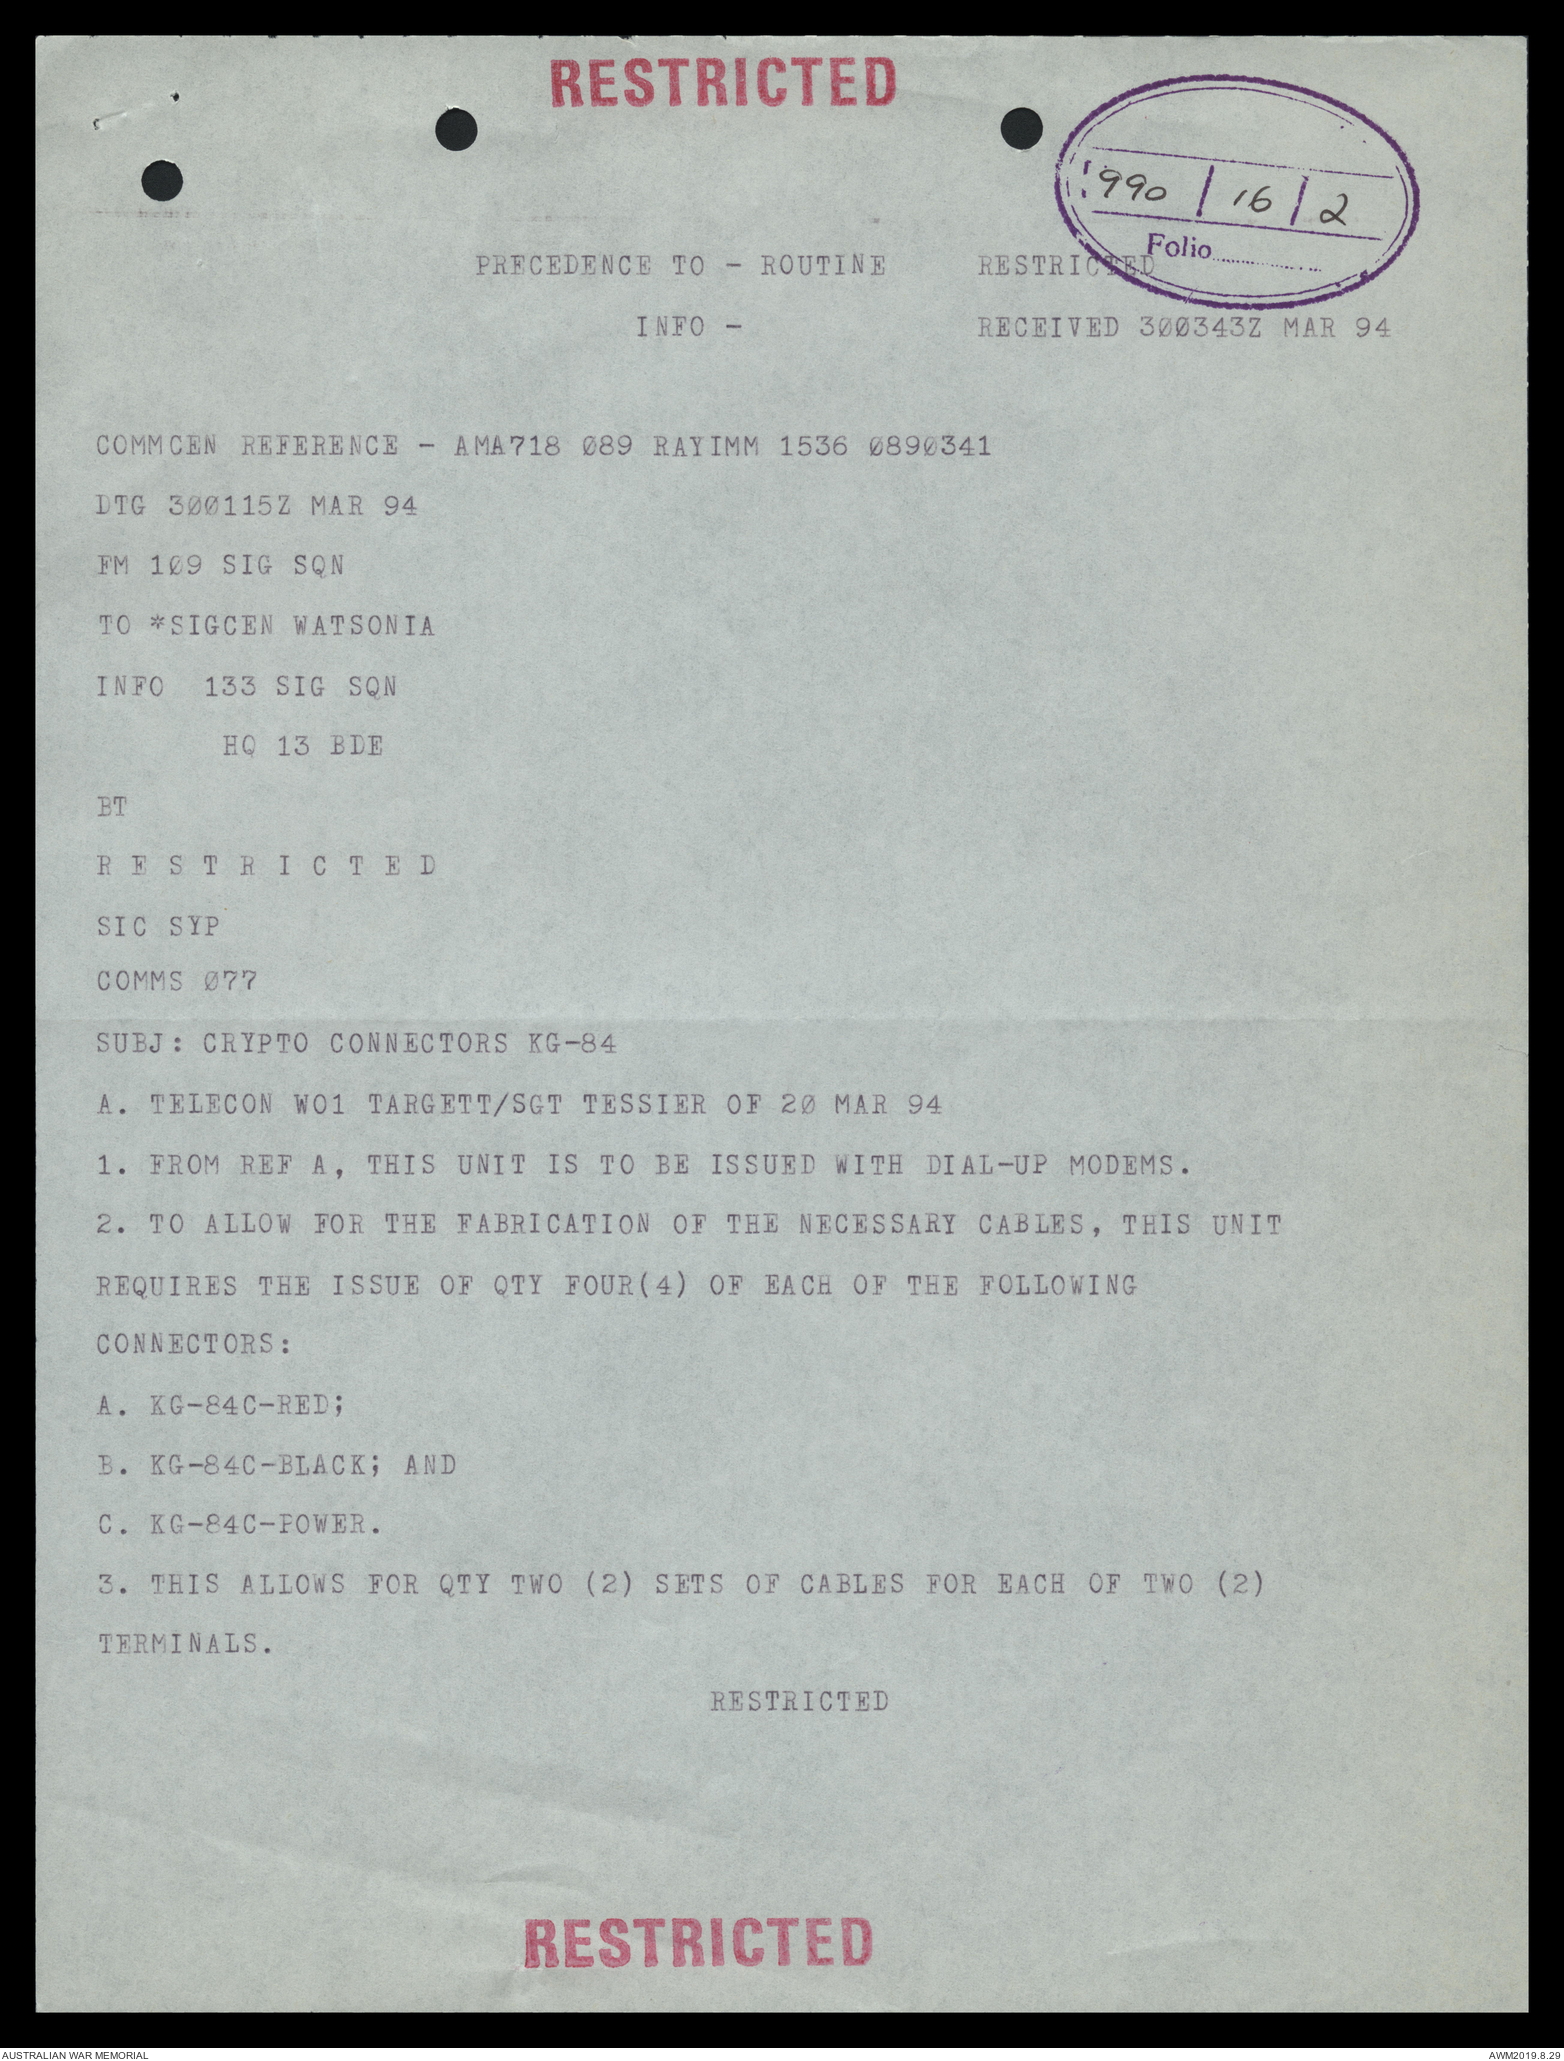 RESTRICTED
990 | 16 | 2
Folio
PRECEDENCE TO - ROUTINE RESTRICTED
INFO - RECEIVED 300343Z MAR 94
COMMCEN REFERENCE - AMA718 089 RAYIMM 1536 0890341
DTG 300115Z MAR 94
FM 109 SIG SQN
TO *SIGCEN WATSONIA
INFO 133 SIG SQN
HQ 13 BDE
BT
R E S T R I C T E D
SIC SYP
COMMS 077
SUBJ: CRYPTO CONNECTORS KG-84
A. TELECON WO1 TARGETT/SGT TESSIER OF 20 MAR 94
1. FROM REF A, THIS UNIT IS TO BE ISSUED WITH DIAL-UP MODEMS.
2. TO ALLOW FOR THE FABRICATION OF THE NECESSARY CABLES, THIS UNIT
REQUIRES THE ISSUE OF QTY FOUR(4) OF EACH OF THE FOLLOWING
CONNECTORS:
A. KG-84C-RED;
B. KG-84C-BLACK; AND
C. KG-84C-POWER.
3. THIS ALLOWS FOR QTY TWO (2) SETS OF CABLES FOR EACH OF TWO (2)
TERMINALS.
RESTRICTED
RESTRICTED
AUSTRALIAN WAR MEMORIAL AWM2019.8.29